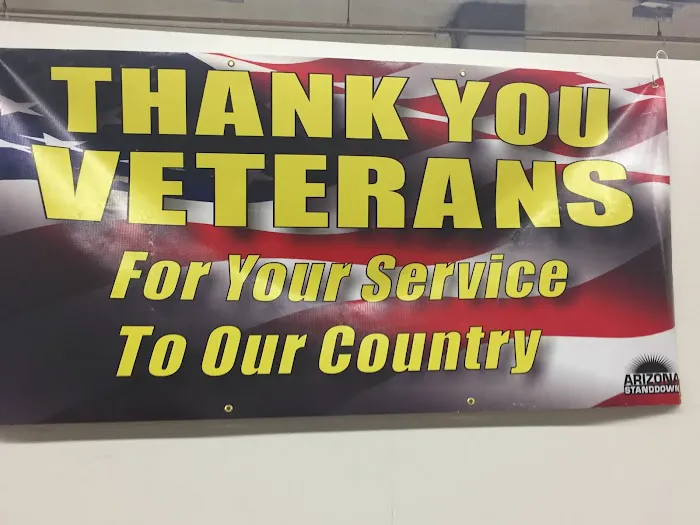 THANK YOU
VETERANS
For Your Service
To Our Country
ARIZONA
STANDDOWN